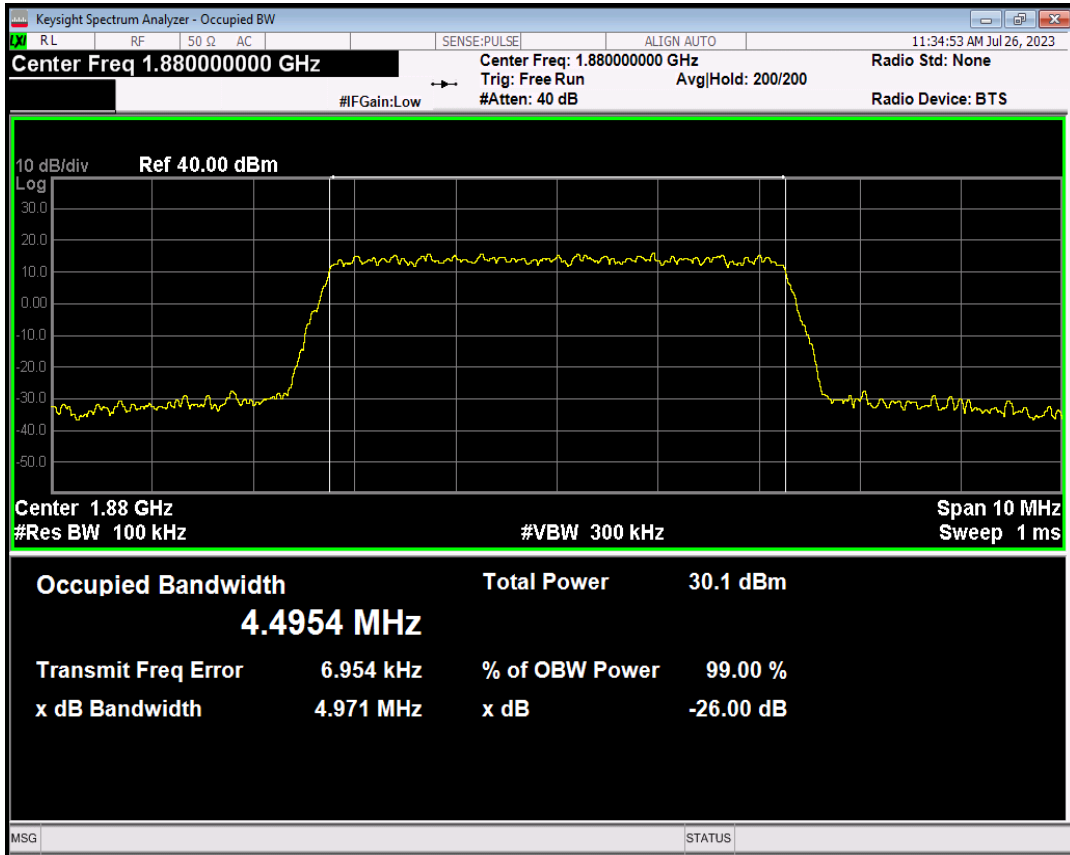 Keysight Spectrum Analyzer - Occupied BW
LXI RL RF 50 Ω AC SENSE:PULSE ALIGN AUTO 11:34:53 AM Jul 26, 2023
Center Freq 1.880000000 GHz Center Freq: 1.880000000 GHz Radio Std: None
Trig: Free Run Avg|Hold: 200/200
#IFGain:Low #Atten: 40 dB Radio Device: BTS
10 dB/div Ref 40.00 dBm
Log
30.0
20.0
10.0
0.00
-10.0
-20.0
-30.0
-40.0
-50.0
Center 1.88 GHz Span 10 MHz
#Res BW 100 kHz #VBW 300 kHz Sweep 1 ms
Occupied Bandwidth Total Power 30.1 dBm
4.4954 MHz
Transmit Freq Error 6.954 kHz % of OBW Power 99.00 %
x dB Bandwidth 4.971 MHz x dB -26.00 dB
MSG STATUS